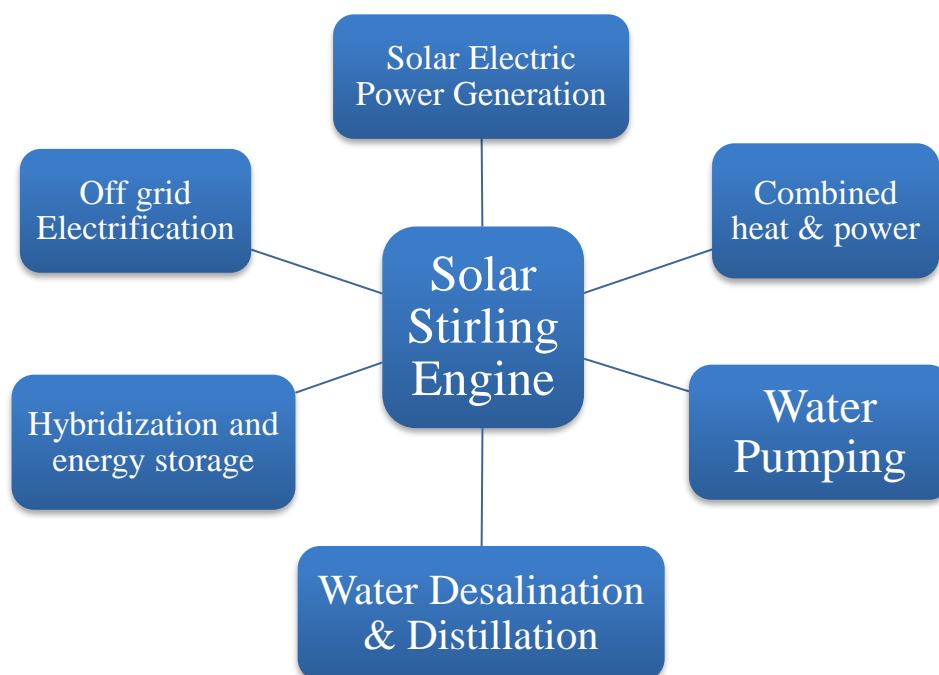 Solar Electric
Power Generation
Off grid
Electrification
Combined
heat & power
Solar
Stirling
Engine
Hybridization and
energy storage
Water
Pumping
Water Desalination
& Distillation